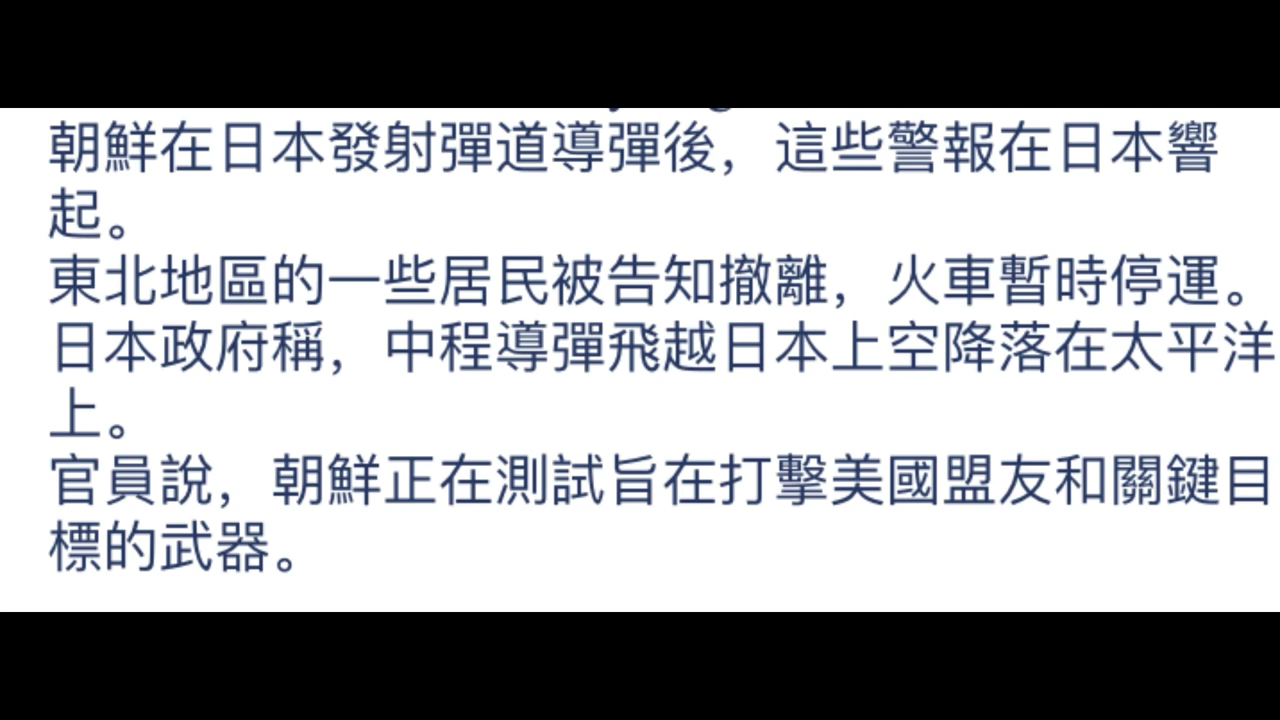 朝鮮在日本發射彈道導彈後，這些警報在日本響
起。
東北地區的一些居民被告知撤離，火車暫時停運。
日本政府稱，中程導彈飛越日本上空降落在太平洋
上。
官員說，朝鮮正在測試旨在打擊美國盟友和關鍵目
標的武器。